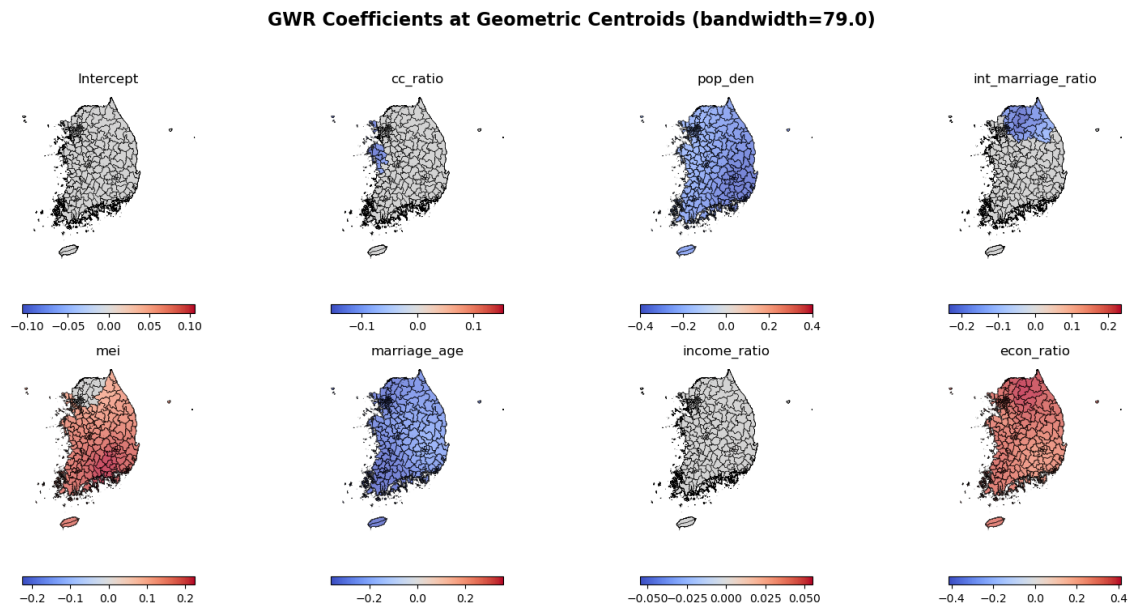 GWR Coefficients at Geometric Centroids (bandwidth=79.0)
Intercept
cc_ratio
pop_den
int_marriage_ratio
−0.10 −0.05 0.00 0.05 0.10
−0.1 0.0 0.1
−0.4 −0.2 0.0 0.2 0.4
−0.2 −0.1 0.0 0.1 0.2
mei
marriage_age
income_ratio
econ_ratio
−0.2 −0.1 0.0 0.1 0.2
−0.2 0.0 0.2
−0.050 −0.025 0.000 0.025 0.050
−0.4 −0.2 0.0 0.2 0.4